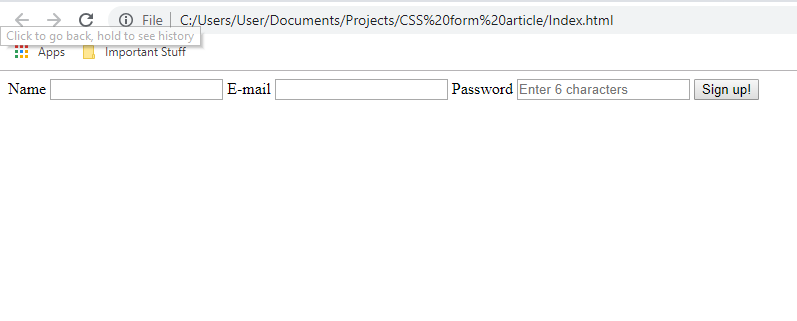 File C:/Users/User/Documents/Projects/CSS%20form%20article/Index.html
Click to go back, hold to see history
Apps Important Stuff
Name E-mail Password Enter 6 characters Sign up!